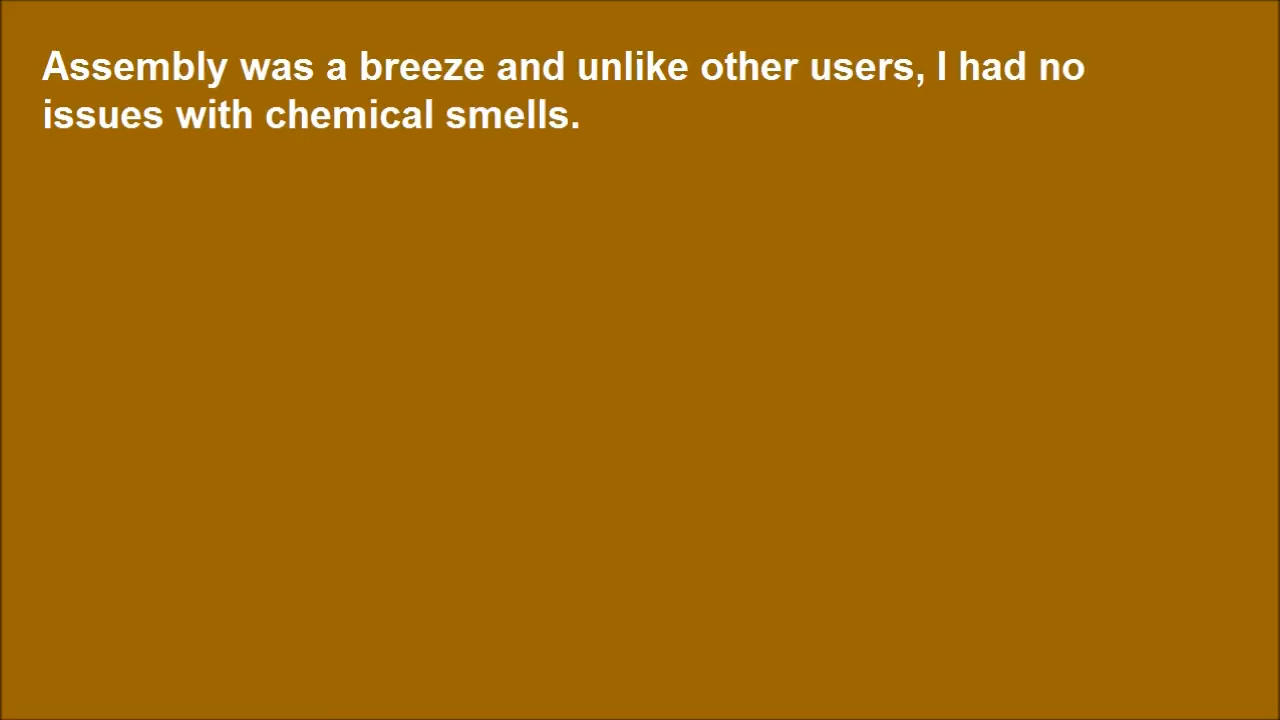 Assembly was a breeze and unlike other users, I had no
issues with chemical smells.